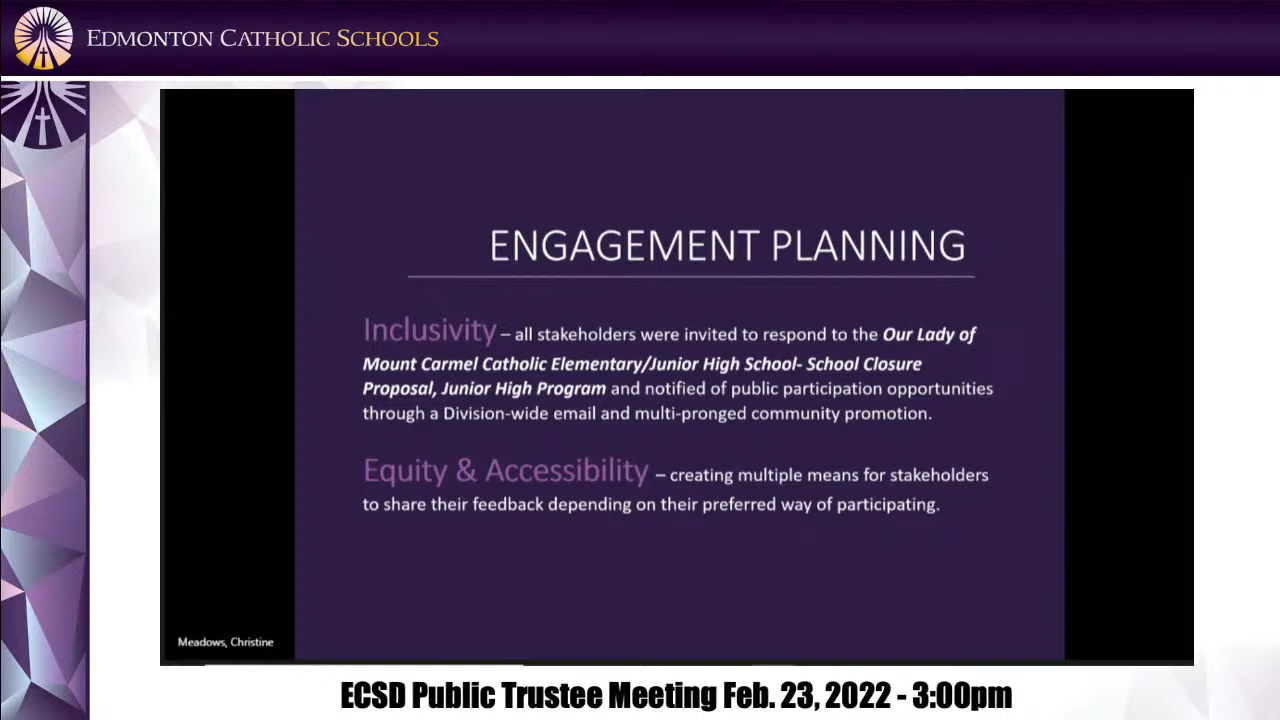 EDMONTON CATHOLIC SCHOOLS
ENGAGEMENT PLANNING
Inclusivity – all stakeholders were invited to respond to the Our Lady of
Mount Carmel Catholic Elementary/Junior High School- School Closure
Proposal, Junior High Program and notified of public participation opportunities
through a Division-wide email and multi-pronged community promotion.
Equity & Accessibility – creating multiple means for stakeholders
to share their feedback depending on their preferred way of participating.
Meadows, Christine
ECSD Public Trustee Meeting Feb. 23, 2022 - 3:00pm